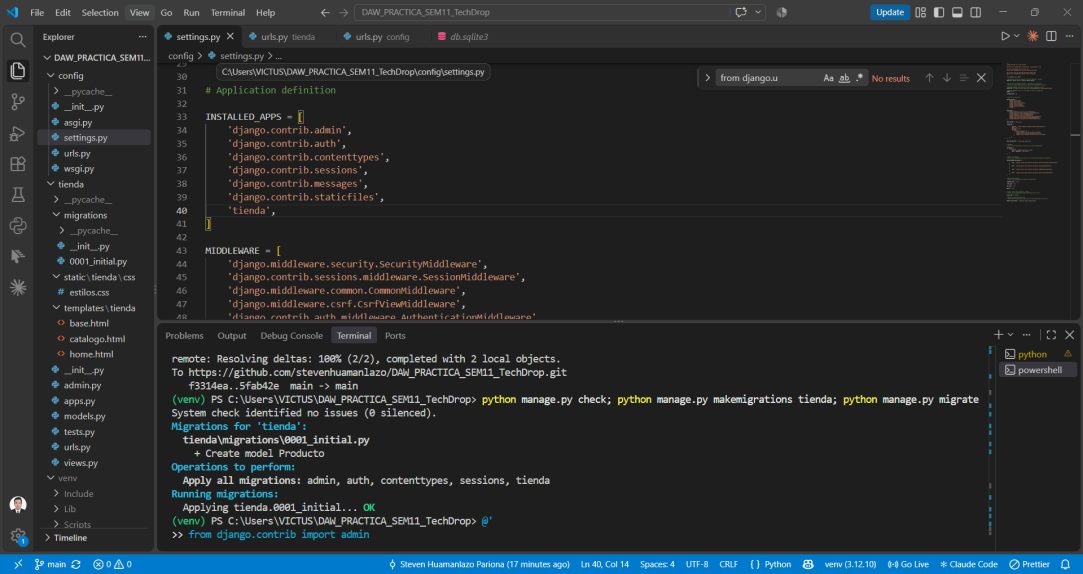 File Edit Selection View Go Run Terminal Help
DAW_PRACTICA_SEM11_TechDrop
Update
Explorer
DAW_PRACTICA_SEM11...
config
__pycache__
__init__.py
asgi.py
settings.py
urls.py
wsgi.py
tienda
__pycache__
migrations
__pycache__
__init__.py
0001_initial.py
static\tienda\css
estilos.css
templates\tienda
base.html
catalogo.html
home.html
__init__.py
admin.py
apps.py
models.py
tests.py
urls.py
views.py
venv
Include
Lib
Scripts
Timeline
settings.py
urls.py tienda
urls.py config
db.sqlite3
config > settings.py > ...
C:\Users\VICTUS\DAW_PRACTICA_SEM11_TechDrop\config\settings.py
from django.u
Aa ab .*
No results
29
30
31 # Application definition
32
33 INSTALLED_APPS = [
34 'django.contrib.admin',
35 'django.contrib.auth',
36 'django.contrib.contenttypes',
37 'django.contrib.sessions',
38 'django.contrib.messages',
39 'django.contrib.staticfiles',
40 'tienda',
41 ]
42
43 MIDDLEWARE = [
44 'django.middleware.security.SecurityMiddleware',
45 'django.contrib.sessions.middleware.SessionMiddleware',
46 'django.middleware.common.CommonMiddleware',
47 'django.middleware.csrf.CsrfViewMiddleware',
48 'django.contrib.auth.middleware.AuthenticationMiddleware',
Problems Output Debug Console Terminal Ports
remote: Resolving deltas: 100% (2/2), completed with 2 local objects.
To https://github.com/stevenhuamanlazo/DAW_PRACTICA_SEM11_TechDrop.git
f3314ea..5fab42e main -> main
(venv) PS C:\Users\VICTUS\DAW_PRACTICA_SEM11_TechDrop> python manage.py check; python manage.py makemigrations tienda; python manage.py migrate
System check identified no issues (0 silenced).
Migrations for 'tienda':
tienda\migrations\0001_initial.py
+ Create model Producto
Operations to perform:
Apply all migrations: admin, auth, contenttypes, sessions, tienda
Running migrations:
Applying tienda.0001_initial... OK
(venv) PS C:\Users\VICTUS\DAW_PRACTICA_SEM11_TechDrop> @'
>> from django.contrib import admin
python
powershell
1
main
0 0
Steven Huamanlazo Pariona (17 minutes ago)
Ln 40, Col 14
Spaces: 4
UTF-8
CRLF
{ } Python
venv (3.12.10)
Go Live
Claude Code
Prettier